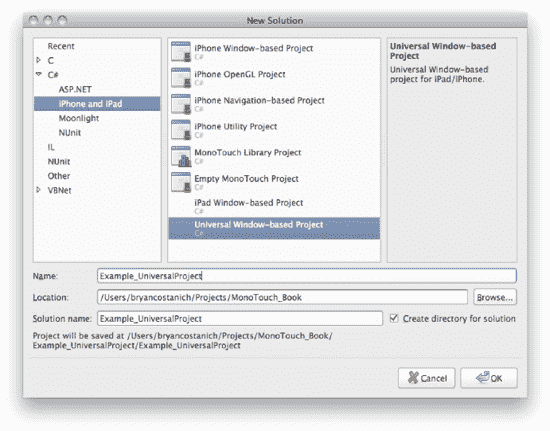 New Solution
Recent
C
C#
ASP.NET
iPhone and iPad
Moonlight
NUnit
IL
NUnit
Other
VBNet
iPhone Window-based Project
C#
iPhone OpenGL Project
C#
iPhone Navigation-based Project
C#
iPhone Utility Project
C#
MonoTouch Library Project
C#
Empty MonoTouch Project
C#
iPad Window-based Project
C#
Universal Window-based Project
C#
Universal Window-based
Project
Universal Window-based
project for iPad/iPhone.
Name: Example_UniversalProject
Location: /Users/bryancostanich/Projects/MonoTouch_Book Browse...
Solution name: Example_UniversalProject Create directory for solution
Project will be saved at /Users/bryancostanich/Projects/MonoTouch_Book/
Example_UniversalProject/Example_UniversalProject
Cancel OK